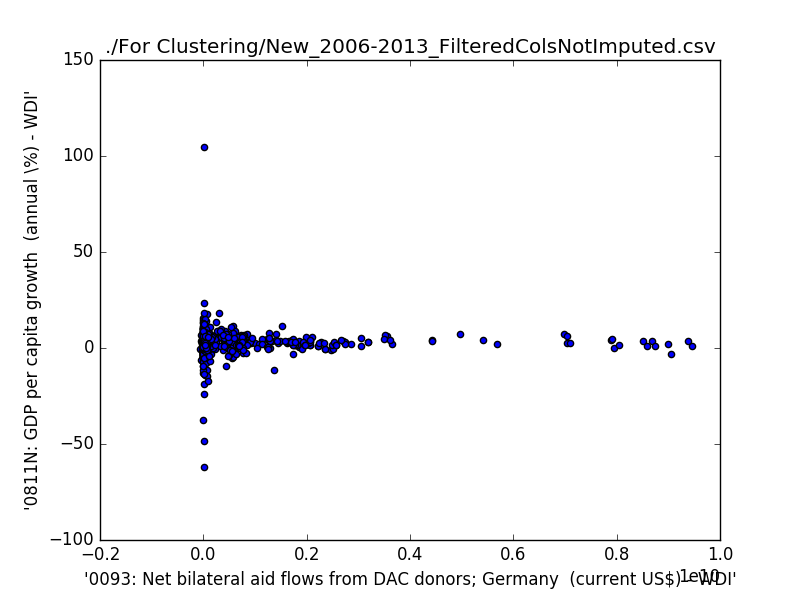 ./For Clustering/New_2006-2013_FilteredColsNotImputed.csv
150
100
50
0
−50
−100
'0811N: GDP per capita growth  (annual \%) - WDI'
−0.2 0.0 0.2 0.4 0.6 0.8 1.0
1e10
'0093: Net bilateral aid flows from DAC donors; Germany  (current US$) - WDI'